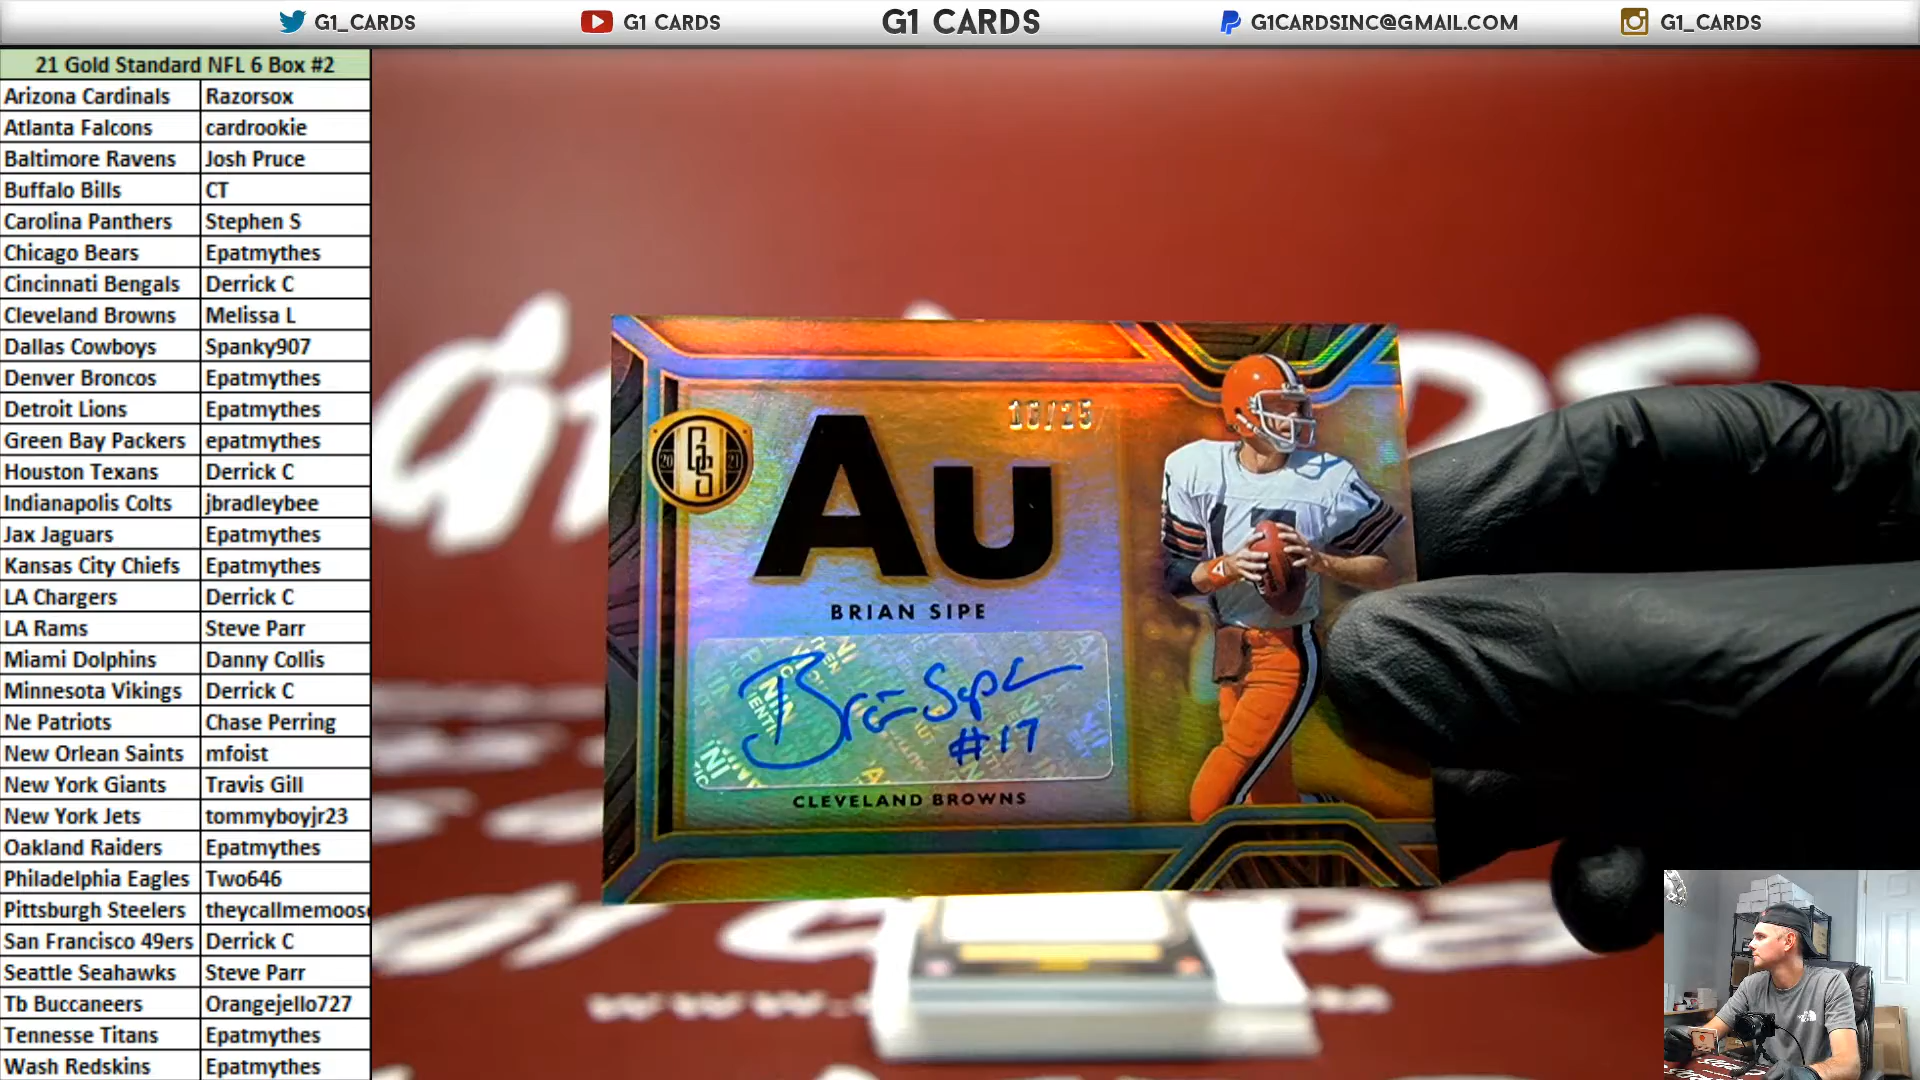 G1_CARDS G1 CARDS G1 CARDS G1CARDSINC@GMAIL.COM G1_CARDS
21 Gold Standard NFL 6 Box #2
Arizona Cardinals Razorsox
Atlanta Falcons cardrookie
Baltimore Ravens Josh Pruce
Buffalo Bills CT
Carolina Panthers Stephen S
Chicago Bears Epatmythes
Cincinnati Bengals Derrick C
Cleveland Browns Melissa L
Dallas Cowboys Spanky907
Denver Broncos Epatmythes
Detroit Lions Epatmythes
Green Bay Packers epatmythes
Houston Texans Derrick C
Indianapolis Colts jbradleybee
Jax Jaguars Epatmythes
Kansas City Chiefs Epatmythes
LA Chargers Derrick C
LA Rams Steve Parr
Miami Dolphins Danny Collis
Minnesota Vikings Derrick C
Ne Patriots Chase Perring
New Orlean Saints mfoist
New York Giants Travis Gill
New York Jets tommyboyjr23
Oakland Raiders Epatmythes
Philadelphia Eagles Two646
Pittsburgh Steelers theycallmemoose
San Francisco 49ers Derrick C
Seattle Seahawks Steve Parr
Tb Buccaneers Orangejello727
Tennesse Titans Epatmythes
Wash Redskins Epatmythes
20 GS 21
Au
BRIAN SIPE
Brian Sipe
#17
CLEVELAND BROWNS